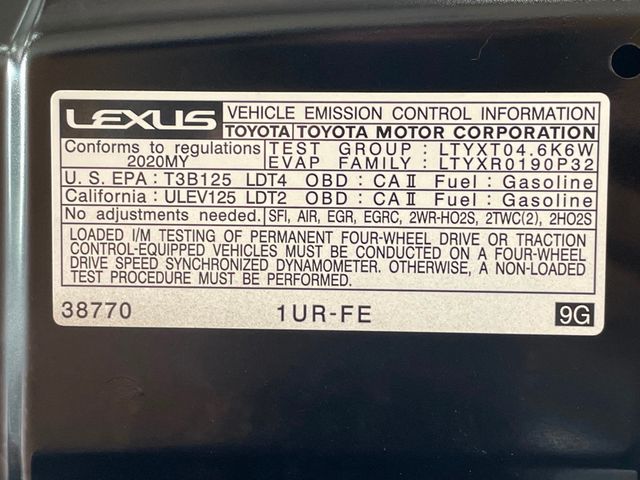 LEXUS VEHICLE EMISSION CONTROL INFORMATION
TOYOTA TOYOTA MOTOR CORPORATION
Conforms to regulations
2020MY
TEST GROUP : LTYXT04.6K6W
EVAP FAMILY : LTYXR0190P32
U.S. EPA : T3B125 LDT4 OBD : CAⅡ Fuel : Gasoline
California : ULEV125 LDT2 OBD : CAⅡ Fuel : Gasoline
No adjustments needed. SFI, AIR, EGR, EGRC, 2WR-HO2S, 2TWC(2), 2HO2S
LOADED I/M TESTING OF PERMANENT FOUR-WHEEL DRIVE OR TRACTION
CONTROL-EQUIPPED VEHICLES MUST BE CONDUCTED ON A FOUR-WHEEL
DRIVE SPEED SYNCHRONIZED DYNAMOMETER. OTHERWISE, A NON-LOADED
TEST PROCEDURE MUST BE PERFORMED.
38770 1UR-FE 9G